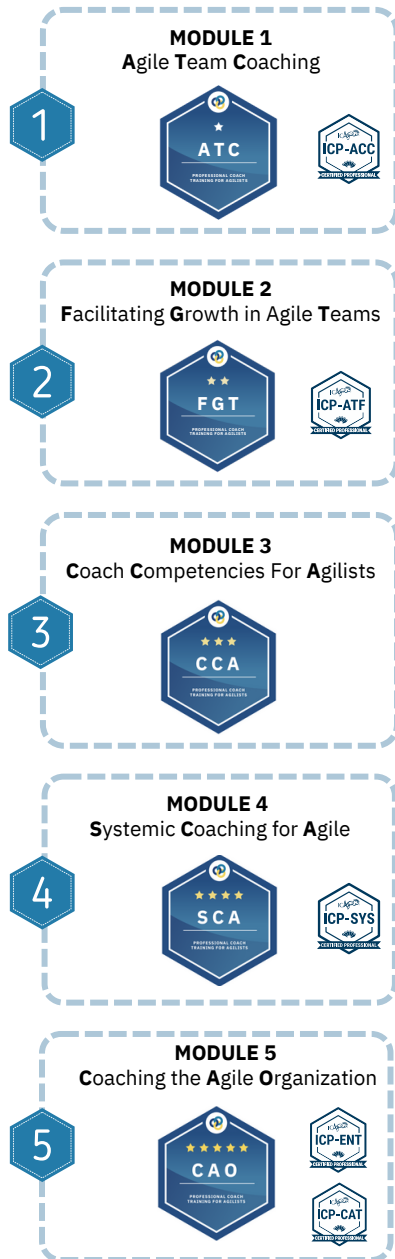 MODULE 1
Agile Team Coaching
1
ATC
PROFESSIONAL COACH
TRAINING FOR AGILISTS
ICP-ACC
CERTIFIED PROFESSIONAL
MODULE 2
Facilitating Growth in Agile Teams
2
FGT
PROFESSIONAL COACH
TRAINING FOR AGILISTS
ICP-ATF
CERTIFIED PROFESSIONAL
MODULE 3
Coach Competencies For Agilists
3
CCA
PROFESSIONAL COACH
TRAINING FOR AGILISTS
MODULE 4
Systemic Coaching for Agile
4
SCA
PROFESSIONAL COACH
TRAINING FOR AGILISTS
ICP-SYS
CERTIFIED PROFESSIONAL
MODULE 5
Coaching the Agile Organization
5
CAO
PROFESSIONAL COACH
TRAINING FOR AGILISTS
ICP-ENT
CERTIFIED PROFESSIONAL
ICP-CAT
CERTIFIED PROFESSIONAL